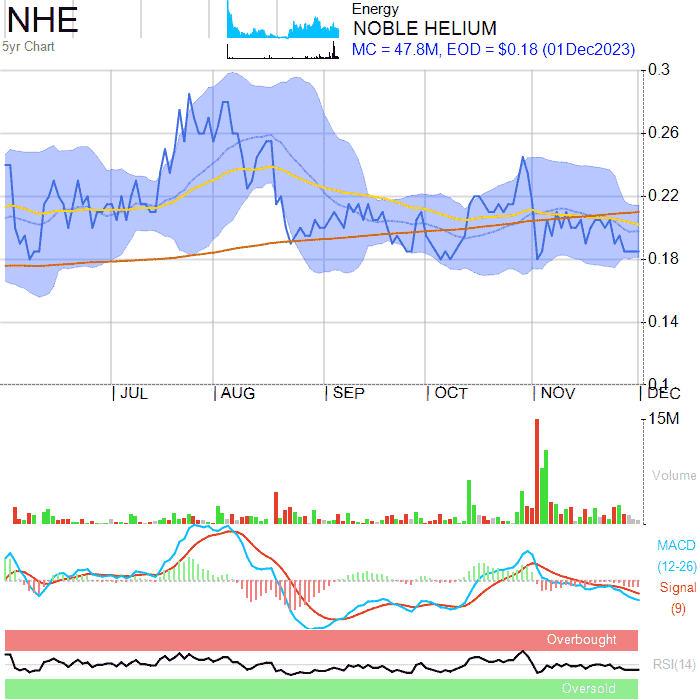 NHE
5yr Chart
Energy
NOBLE HELIUM
MC = 47.8M, EOD = $0.18 (01Dec2023)
0.3
0.26
0.22
0.18
0.14
0.1
JUL
AUG
SEP
OCT
NOV
DEC
15M
Volume
MACD
(12-26)
Signal
(9)
Overbought
RSI(14)
Oversold